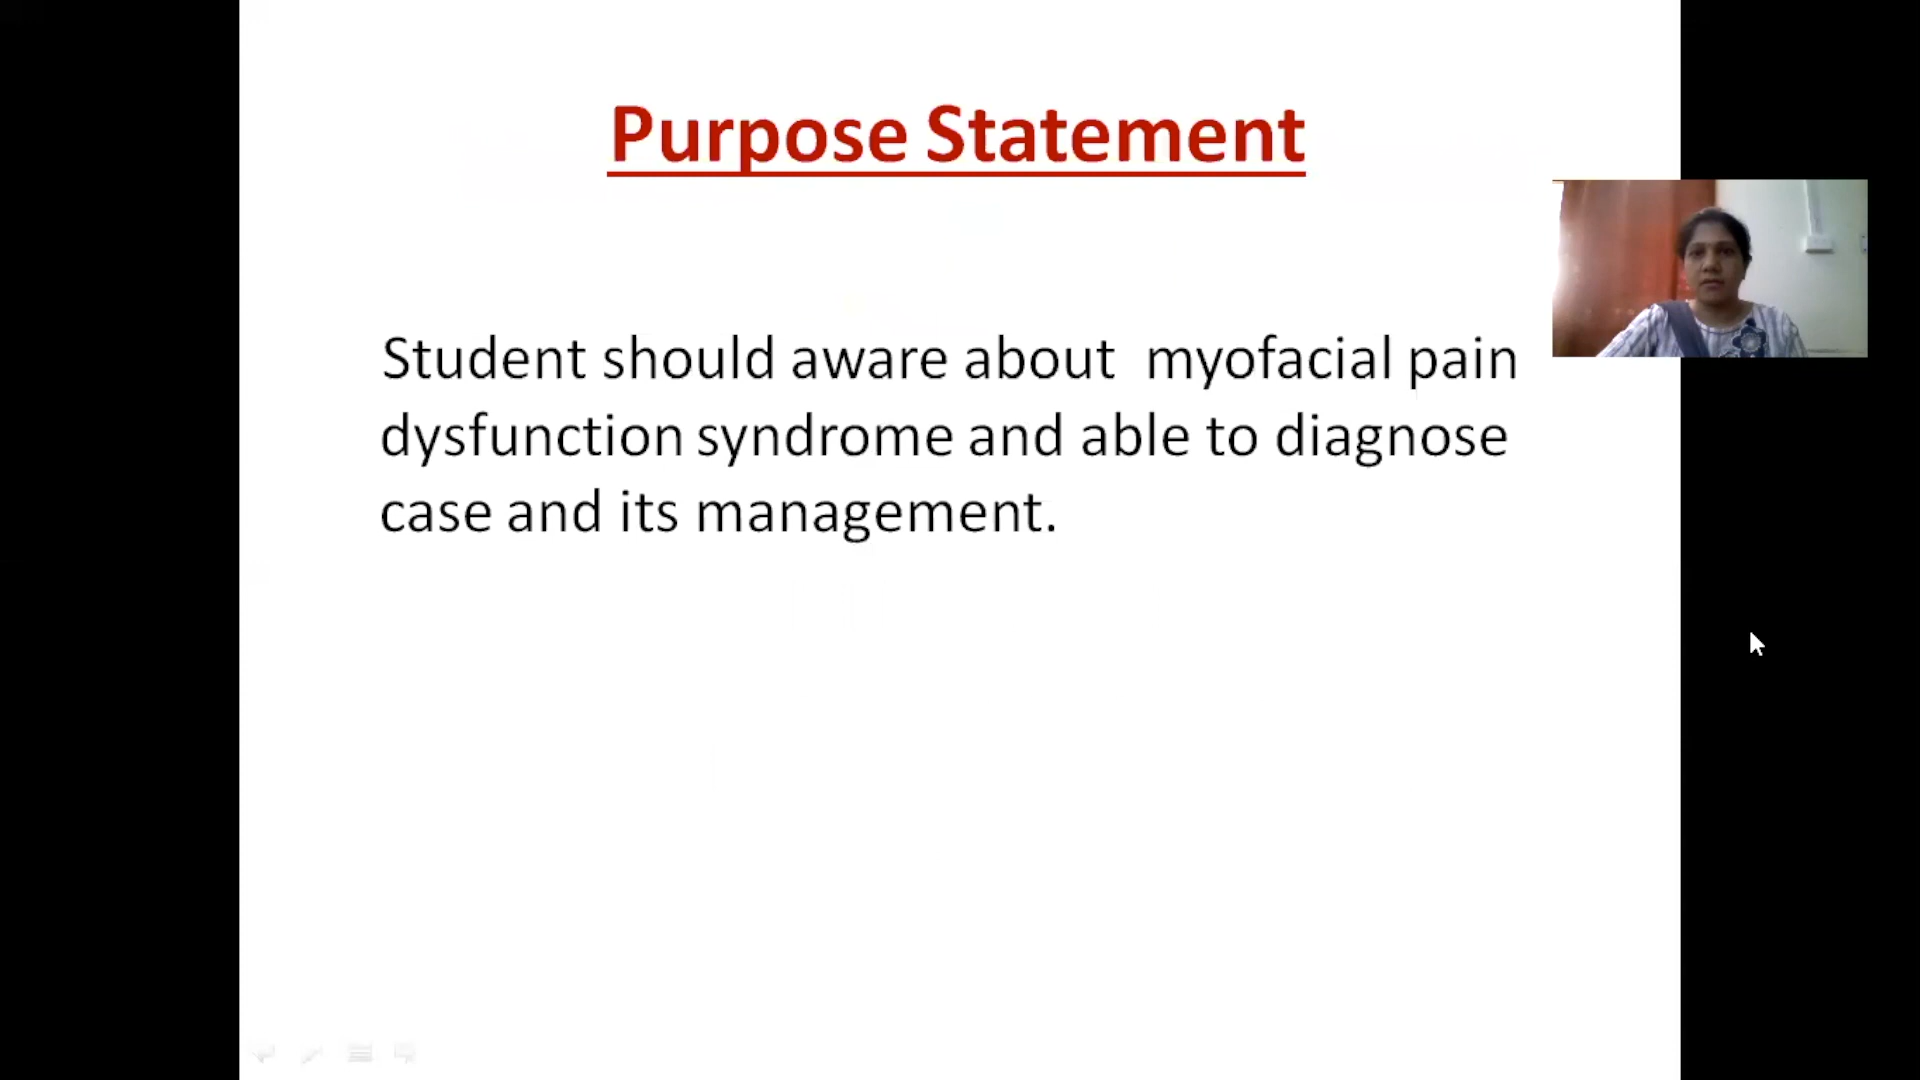 Purpose Statement
Student should aware about  myofacial pain
dysfunction syndrome and able to diagnose
case and its management.